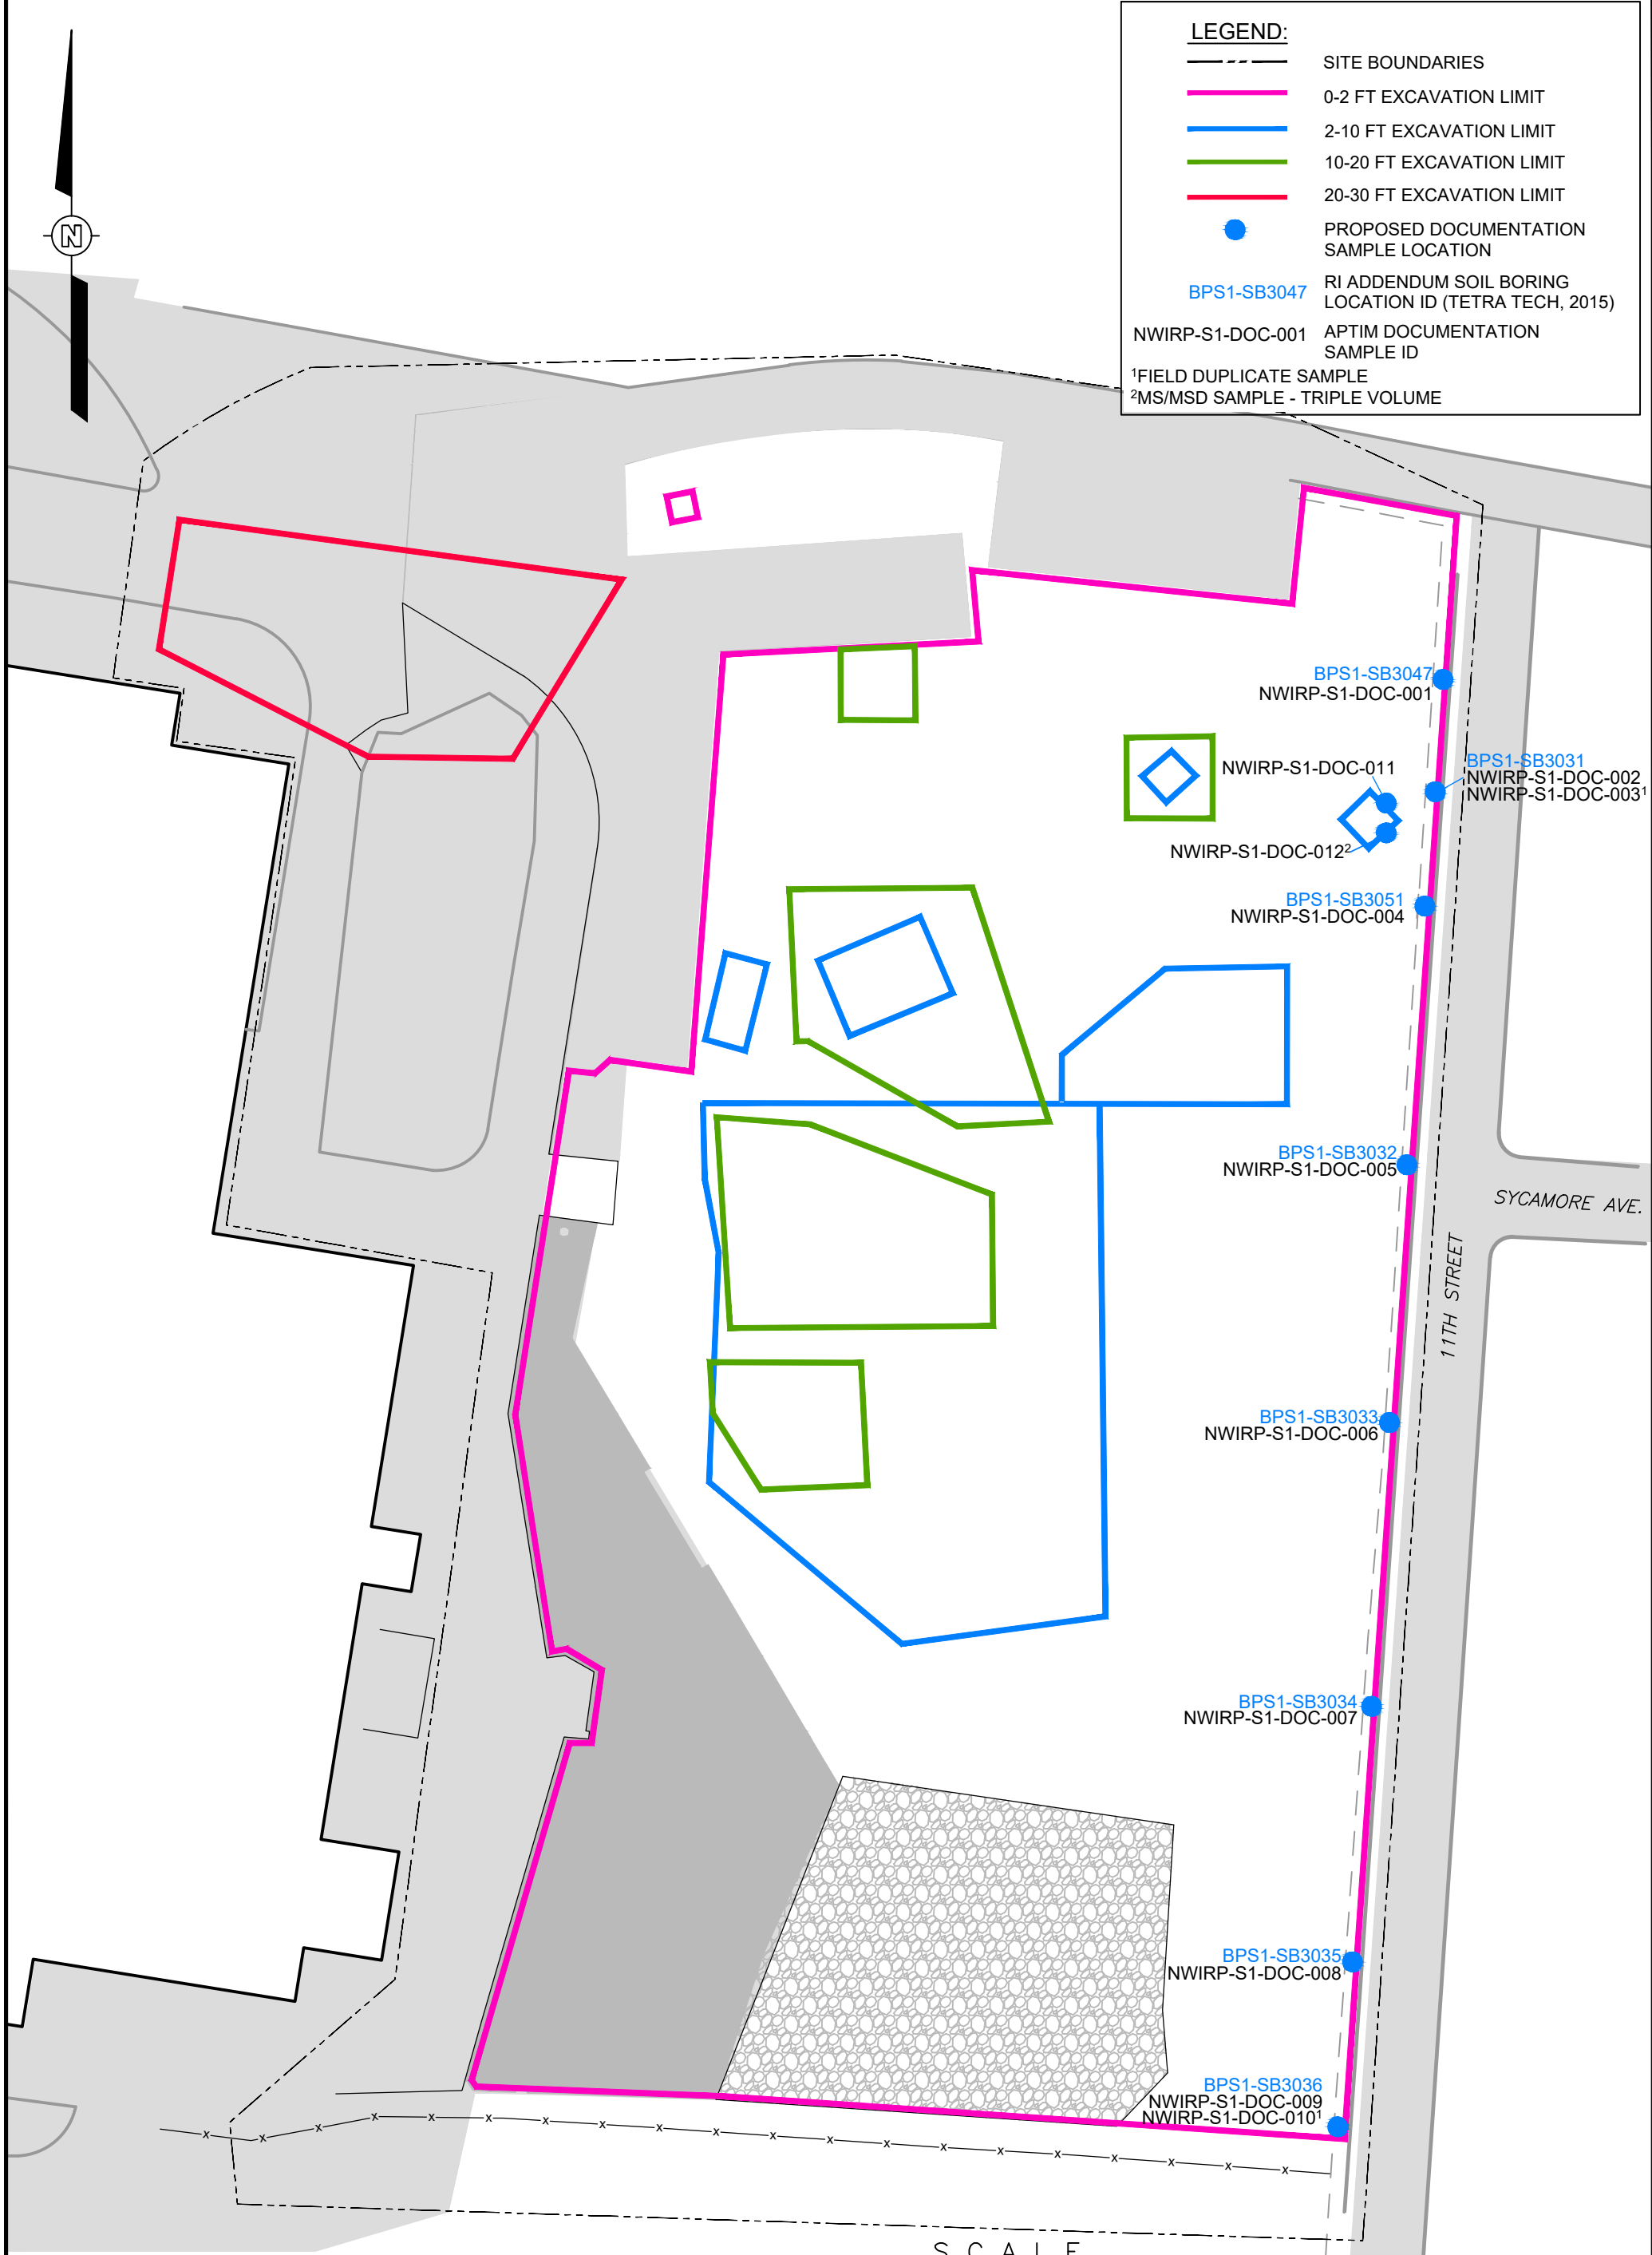 LEGEND:
SITE BOUNDARIES
0-2 FT EXCAVATION LIMIT
2-10 FT EXCAVATION LIMIT
10-20 FT EXCAVATION LIMIT
20-30 FT EXCAVATION LIMIT
PROPOSED DOCUMENTATION
SAMPLE LOCATION
BPS1-SB3047 RI ADDENDUM SOIL BORING
LOCATION ID (TETRA TECH, 2015)
NWIRP-S1-DOC-001 APTIM DOCUMENTATION
SAMPLE ID
¹FIELD DUPLICATE SAMPLE
²MS/MSD SAMPLE - TRIPLE VOLUME
N
BPS1-SB3047
NWIRP-S1-DOC-001
BPS1-SB3031
NWIRP-S1-DOC-002
NWIRP-S1-DOC-003¹
NWIRP-S1-DOC-011
NWIRP-S1-DOC-012²
BPS1-SB3051
NWIRP-S1-DOC-004
BPS1-SB3032
NWIRP-S1-DOC-005
SYCAMORE AVE.
11TH STREET
BPS1-SB3033
NWIRP-S1-DOC-006
BPS1-SB3034
NWIRP-S1-DOC-007
BPS1-SB3035
NWIRP-S1-DOC-008
BPS1-SB3036
NWIRP-S1-DOC-009
NWIRP-S1-DOC-010¹
x x x x x x x x x x x x x x x x x x x x
SCALE